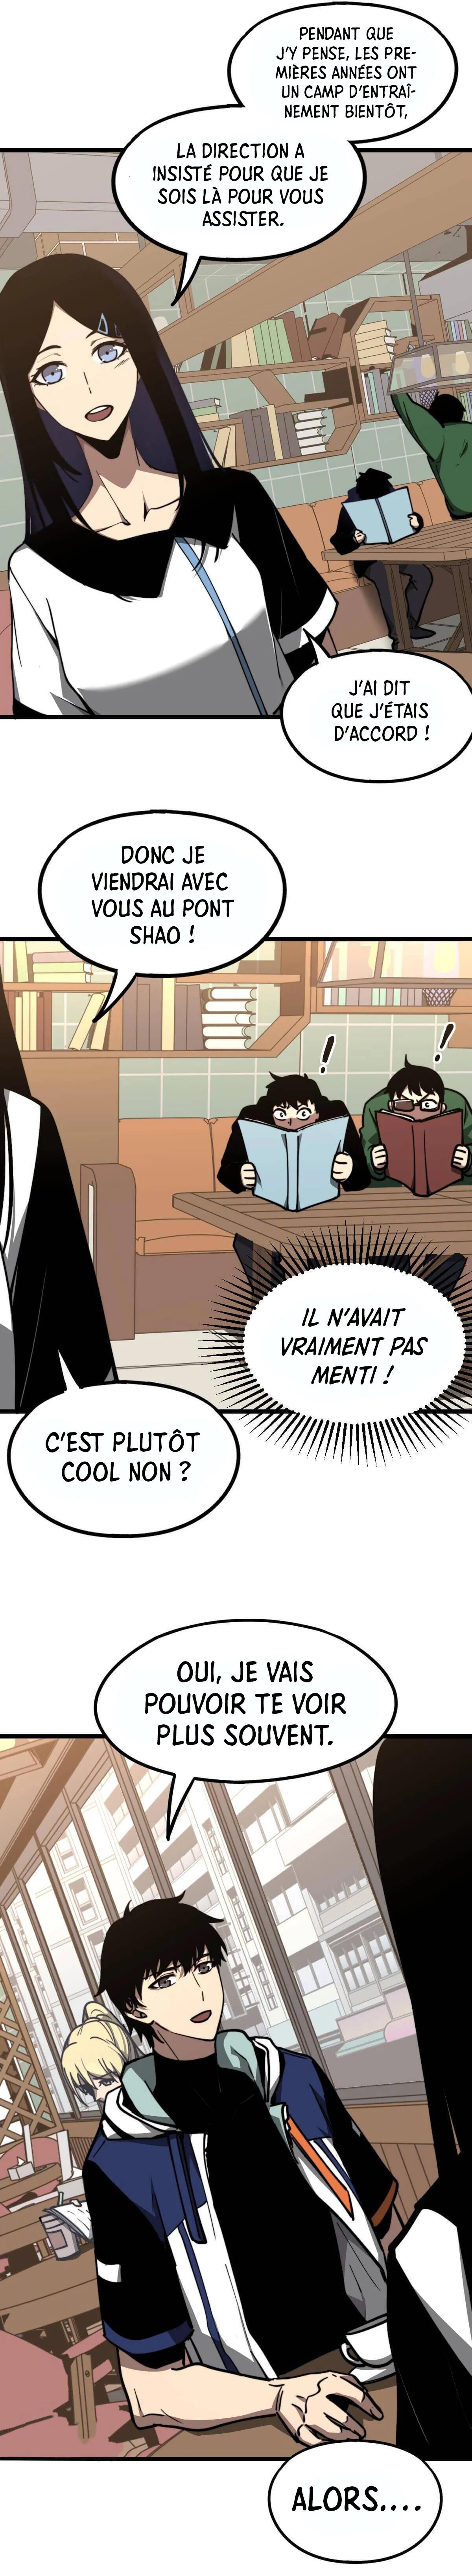 PENDANT QUE
J'Y PENSE, LES PRE-
MIÈRES ANNÉES ONT
UN CAMP D'ENTRAÎ-
NEMENT BIENTÔT,
LA DIRECTION A
INSISTÉ POUR QUE JE
SOIS LÀ POUR VOUS
ASSISTER.
J'AI DIT
QUE J'ÉTAIS
D'ACCORD !
DONC JE
VIENDRAI AVEC
VOUS AU PONT
SHAO !
!
!
IL N'AVAIT
VRAIMENT PAS
MENTI !
C'EST PLUTÔT
COOL NON ?
OUI, JE VAIS
POUVOIR TE VOIR
PLUS SOUVENT.
ALORS....